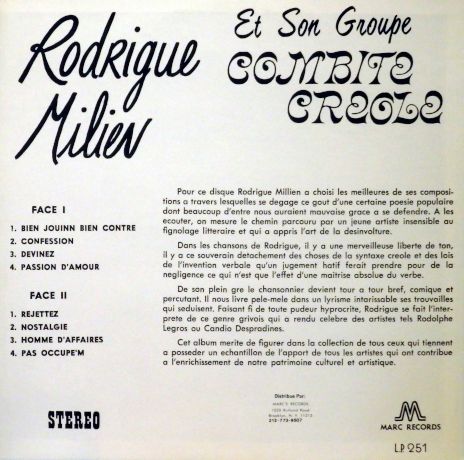 Rodrigue
Milien
Et Son Groupe
COMBITE
CREOLE
FACE I
1. BIEN JOUINN BIEN CONTRE
2. CONFESSION
3. DEVINEZ
4. PASSION D'AMOUR
FACE II
1. REJETTEZ
2. NOSTALGIE
3. HOMME D'AFFAIRES
4. PAS OCCUPE'M
Pour ce disque Rodrigue Millien a choisi les meilleures de ses composi-
tions a travers lesquelles se degage ce gout d'une certaine poesie populaire
dont beaucoup d'entre nous auraient mauvaise grace a se defendre. A les
ecouter, on mesure le chemin parcouru par un jeune artiste insensible au
fignolage litteraire et qui a appris l'art de la desinvolture.
Dans les chansons de Rodrigue, il y a une merveilleuse liberte de ton,
il y a ce souverain detachement des choses de la syntaxe creole et des lois
de l'invention verbale qu'un jugement hatif ferait prendre pour de la
negligence ce qui n'est que l'effet d'une maitrise absolue du verbe.
De son plein gre le chansonnier devient tour a tour bref, comique et
percutant. Il nous livre pele-mele dans un lyrisme intarissable ses trouvailles
qui seduisent. Faisant fi de toute pudeur hyprocrite, Rodrigue se fait l'inter-
prete de ce genre grivois qui a rendu celebre des artistes tels Rodolphe
Legros ou Candio Despradines.
Cet album merite de figurer dans la collection de tous ceux qui tiennent
a posseder un echantillon de l'apport de tous les artistes qui ont contribue
a l'enrichissement de notre patrimoine culturel et artistique.
STEREO
Distribue Par:
MARC'S RECORDS
Brooklyn, N. Y. 11213
212-773-9507
M
MARC RECORDS
LP 251